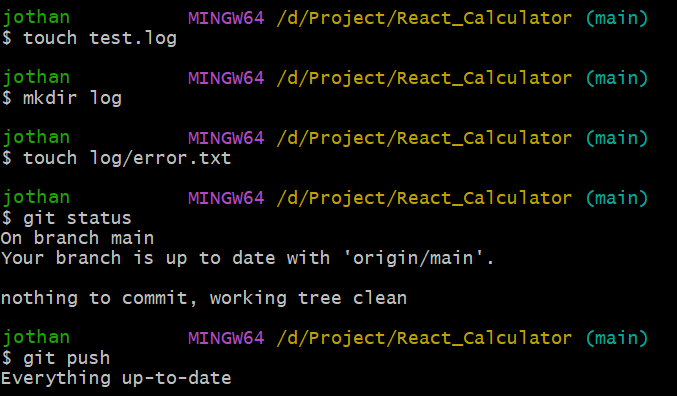 jothan MINGW64 /d/Project/React_Calculator (main)
$ touch test.log
jothan MINGW64 /d/Project/React_Calculator (main)
$ mkdir log
jothan MINGW64 /d/Project/React_Calculator (main)
$ touch log/error.txt
jothan MINGW64 /d/Project/React_Calculator (main)
$ git status
On branch main
Your branch is up to date with 'origin/main'.
nothing to commit, working tree clean
jothan MINGW64 /d/Project/React_Calculator (main)
$ git push
Everything up-to-date